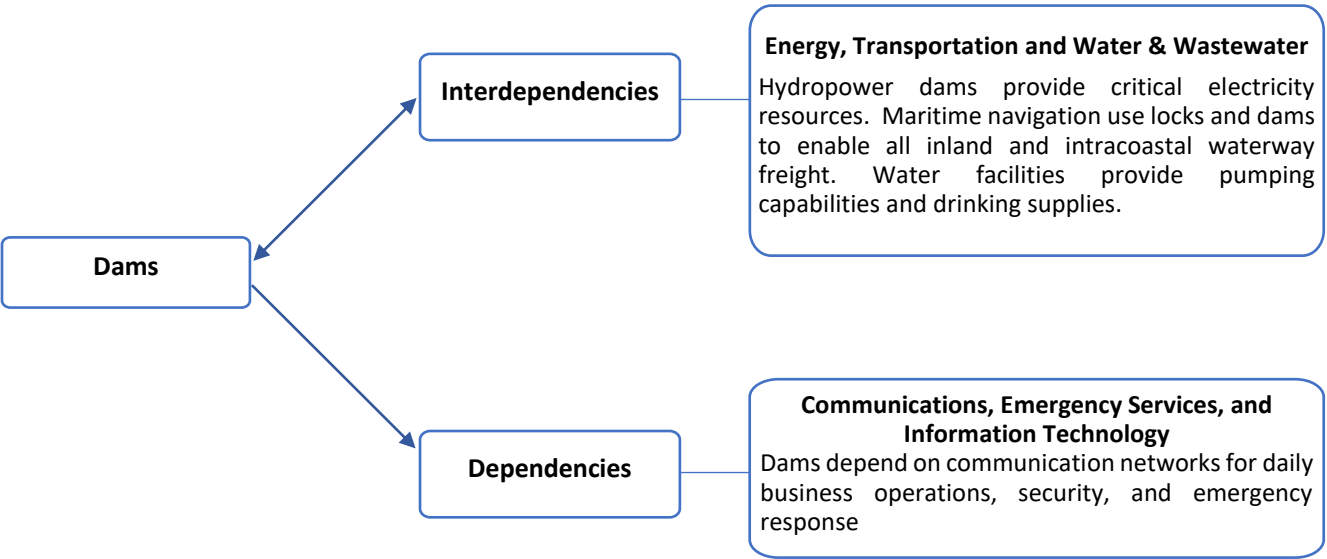 Dams
Interdependencies
Energy, Transportation and Water & Wastewater
Hydropower dams provide critical electricity
resources. Maritime navigation use locks and dams
to enable all inland and intracoastal waterway
freight. Water facilities provide pumping
capabilities and drinking supplies.
Dependencies
Communications, Emergency Services, and
Information Technology
Dams depend on communication networks for daily
business operations, security, and emergency
response